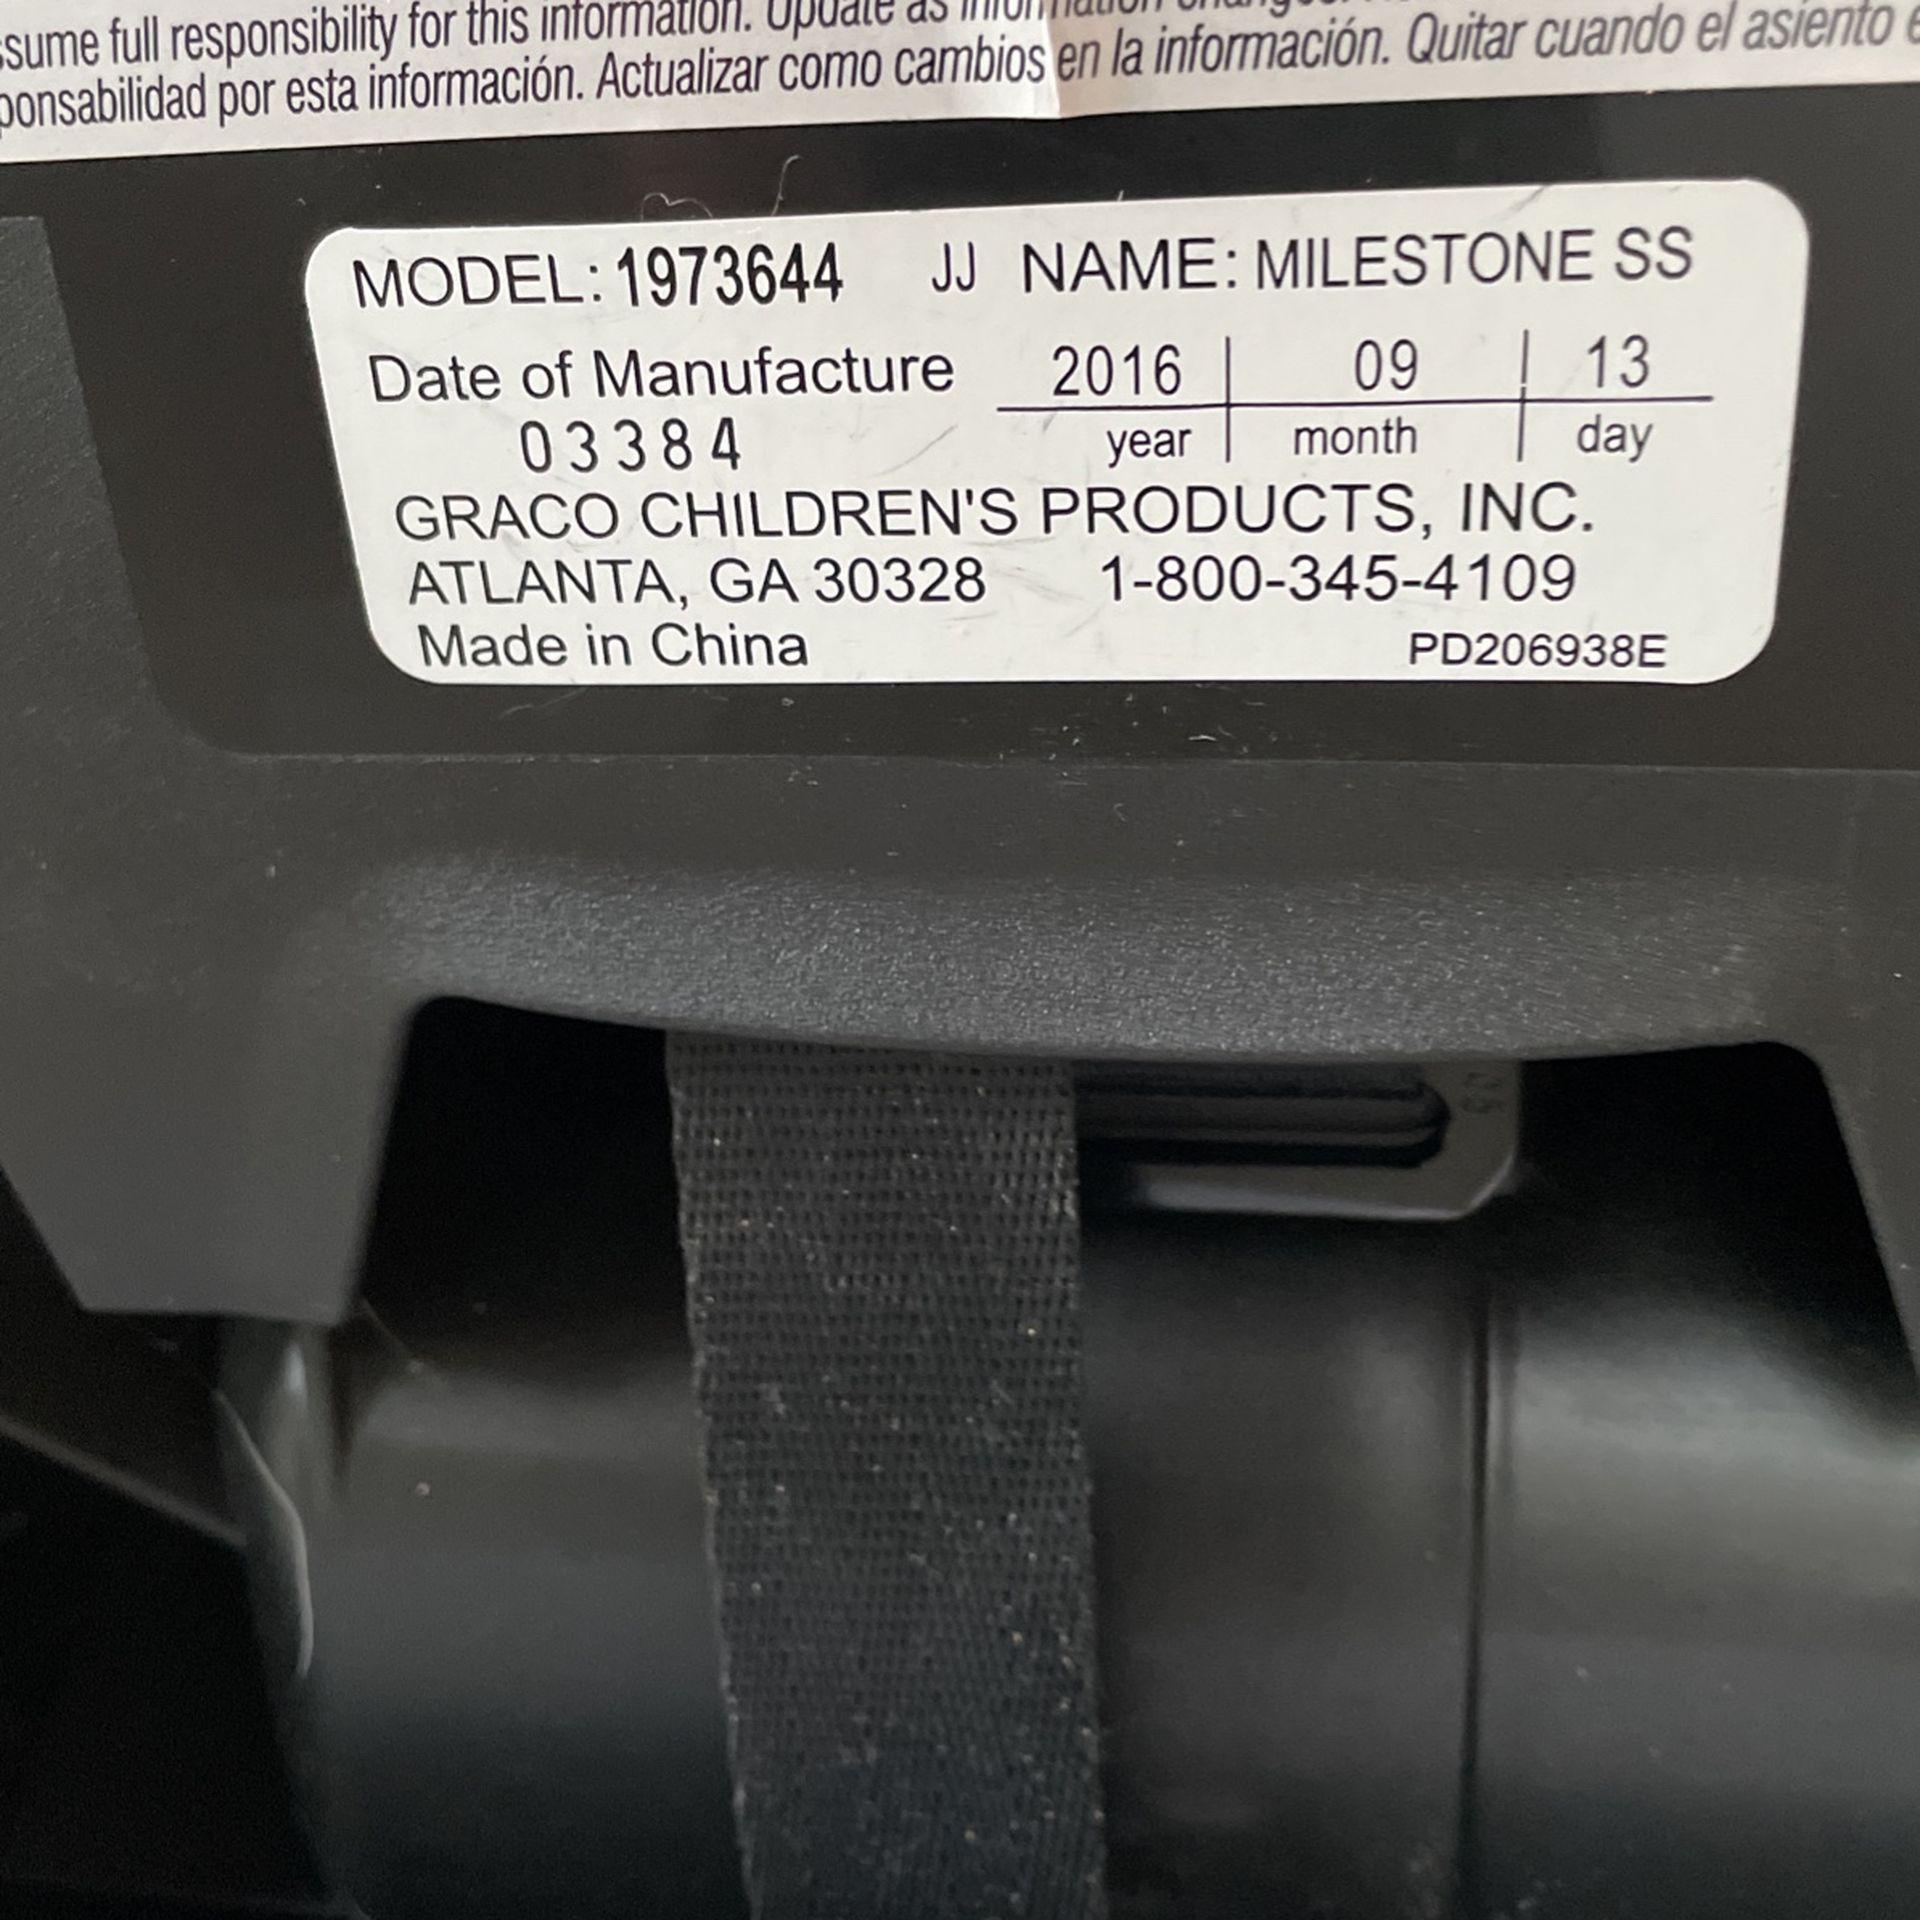 full responsibility for this information. Update as
por esta información. Actualizar como cambios en la información. Quitar cuando el asiento
MODEL: 1973644 JJ NAME: MILESTONE SS
Date of Manufacture 2016 | 09 | 13
03384 year | month | day
GRACO CHILDREN'S PRODUCTS, INC.
ATLANTA, GA 30328 1-800-345-4109
Made in China PD206938E